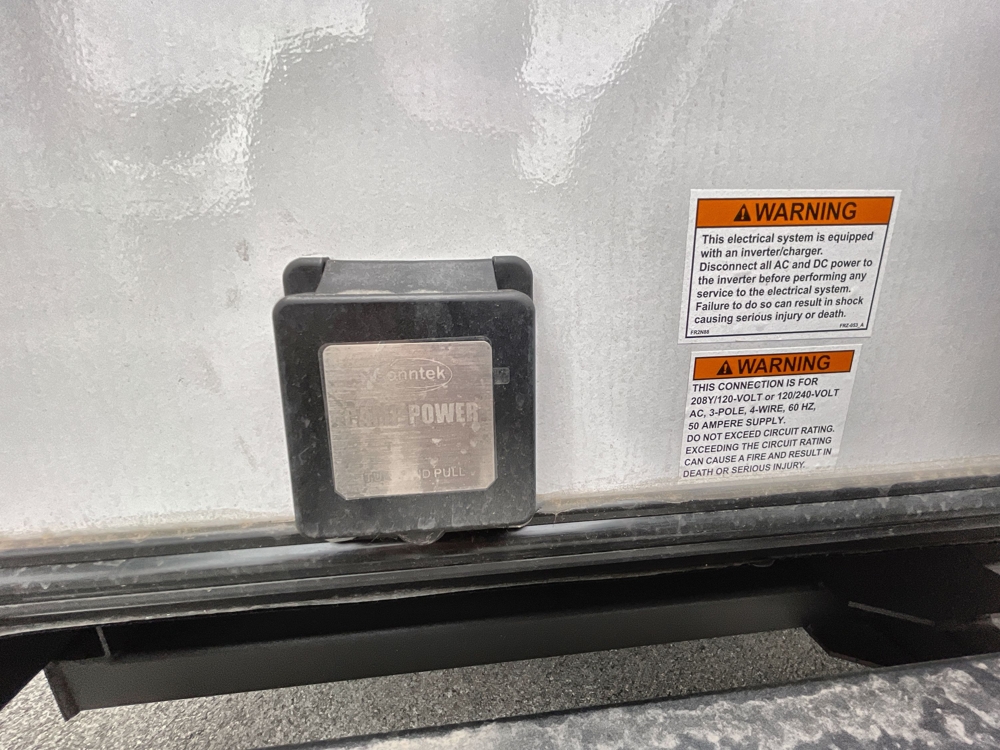 POWER
AND PULL
WARNING
This electrical system is equipped
with an inverter/charger.
Disconnect all AC and DC power to
the inverter before performing any
service to the electrical system.
Failure to do so can result in shock
causing serious injury or death.
FR2N88
WARNING
THIS CONNECTION IS FOR
208Y/120-VOLT or 120/240-VOLT
AC, 3-POLE, 4-WIRE, 60 HZ,
50 AMPERE SUPPLY.
DO NOT EXCEED CIRCUIT RATING.
EXCEEDING THE CIRCUIT RATING
CAN CAUSE A FIRE AND RESULT IN
DEATH OR SERIOUS INJURY.